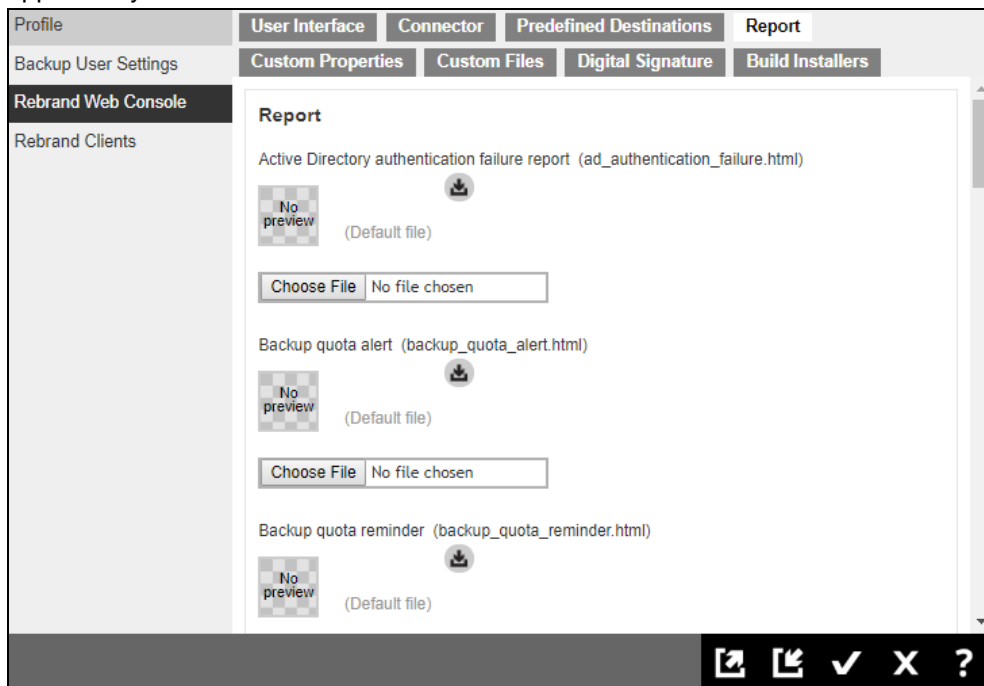 Profile
Backup User Settings
Rebrand Web Console
Rebrand Clients
User Interface Connector Predefined Destinations Report
Custom Properties Custom Files Digital Signature Build Installers
Report
Active Directory authentication failure report (ad_authentication_failure.html)
No
preview
(Default file)
Choose File No file chosen
Backup quota alert (backup_quota_alert.html)
No
preview
(Default file)
Choose File No file chosen
Backup quota reminder (backup_quota_reminder.html)
No
preview
(Default file)
?